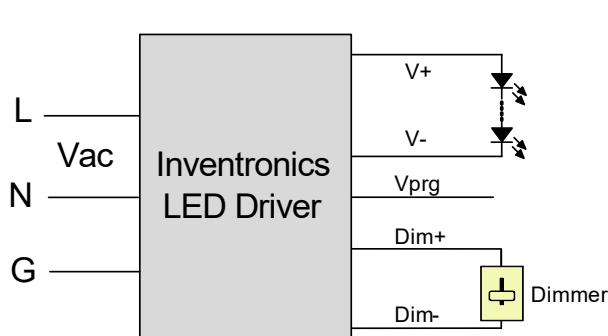 L
Vac
N
G
Inventronics
LED Driver
V+
V-
Vprg
Dim+
Dim-
Dimmer